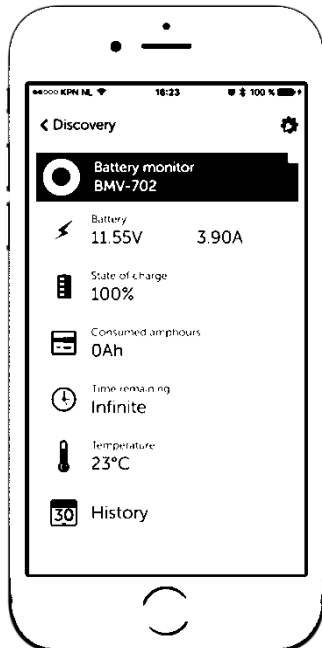 KPN NL 16:23 100 %
Discovery
Battery monitor
BMV-702
Battery
11.55V 3.90A
State of charge
100%
Consumed amphours
0Ah
Time remaining
Infinite
Temperature
23°C
30 History